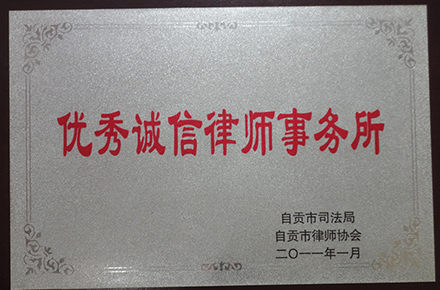 优秀诚信律师事务所
自贡市司法局
自贡市律师协会
二〇一一年一月